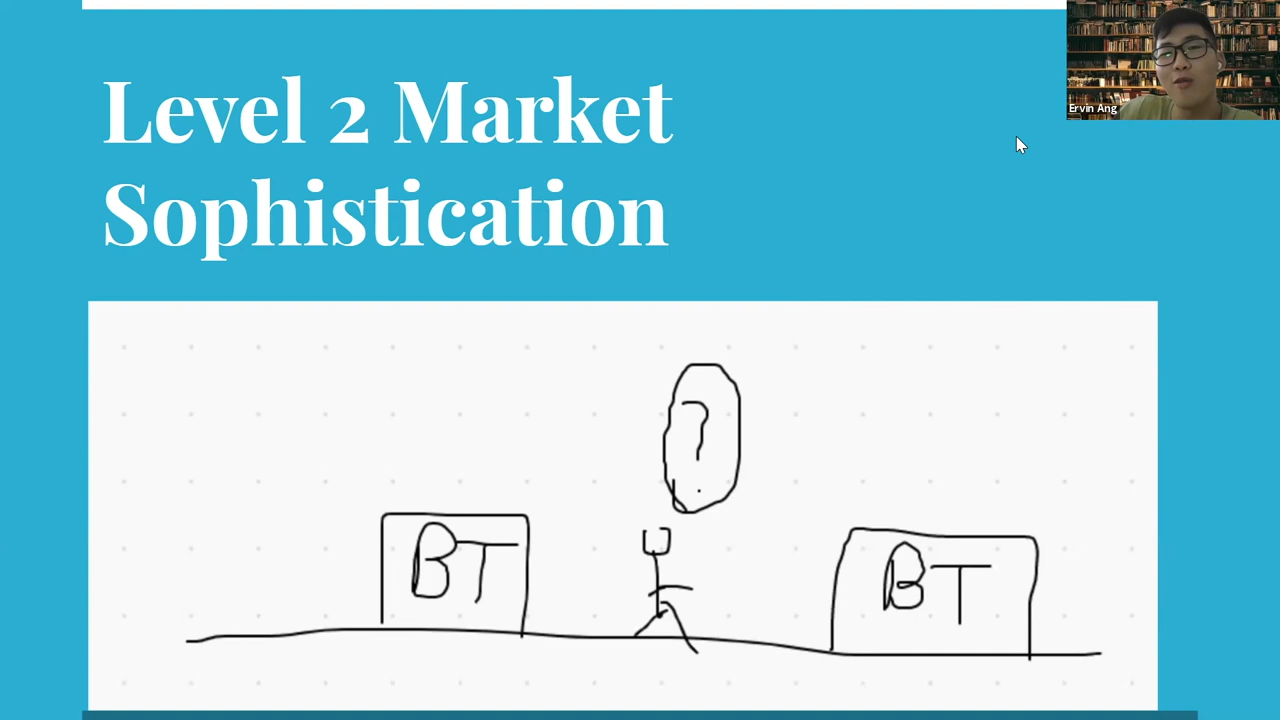 Level 2 Market
Sophistication
Ervin Ang
?
BT
BT